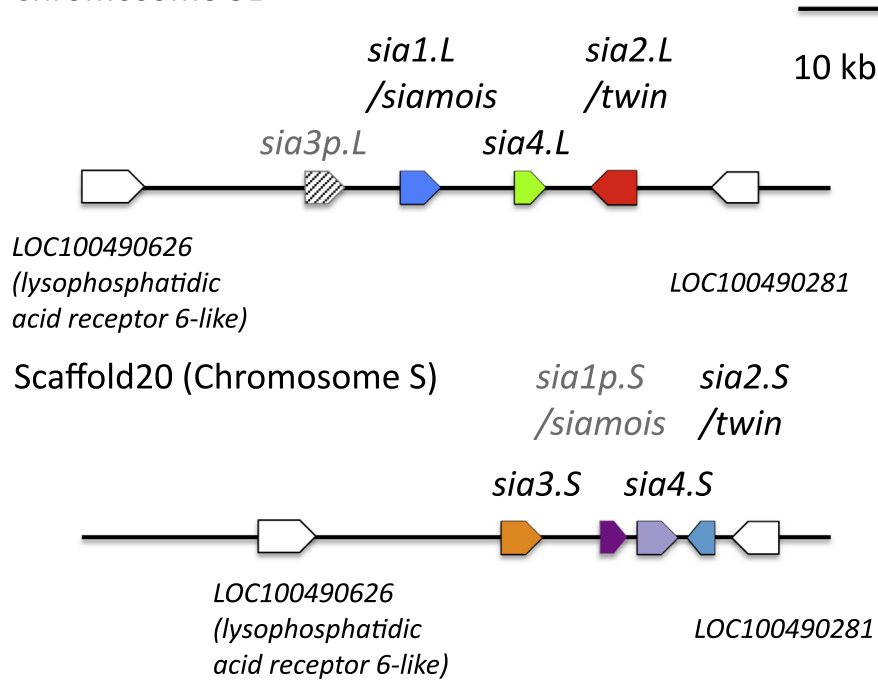 10 kb
sia1.L
/siamois
sia2.L
/twin
sia3p.L
sia4.L
LOC100490626
(lysophosphatidic
acid receptor 6-like)
LOC100490281
Scaffold20 (Chromosome S)
sia1p.S
/siamois
sia2.S
/twin
sia3.S
sia4.S
LOC100490626
(lysophosphatidic
acid receptor 6-like)
LOC100490281